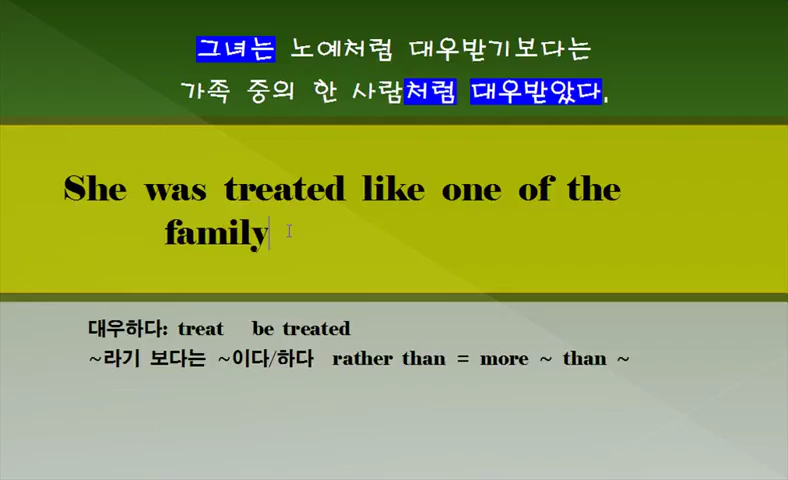 그녀는 노예처럼 대우받기보다는
가족 중의 한 사람처럼 대우받았다.
She was treated like one of the
family
대우하다: treat be treated
~라기 보다는 ~이다/하다 rather than = more ~ than ~